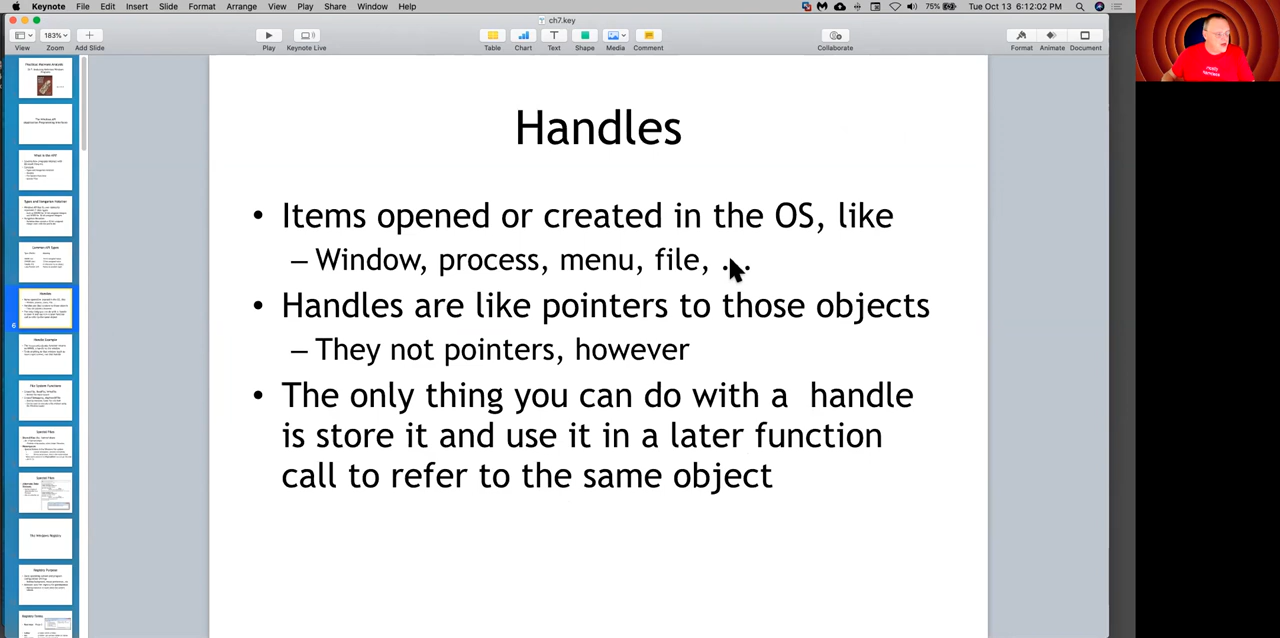 Keynote File Edit Insert Slide Format Arrange View Play Share Window Help
75% Tue Oct 13 6:12:02 PM
ch7.key
183%
View Zoom Add Slide Play Keynote Live Table Chart Text Shape Media Comment Collaborate Format Animate Document
Handles
• Items opened or created in the OS, like
– Window, process, menu, file, ...
• Handles are like pointers to those objects
– They not pointers, however
• The only thing you can do with a handle
is store it and use it in a later function
call to refer to the same object
6